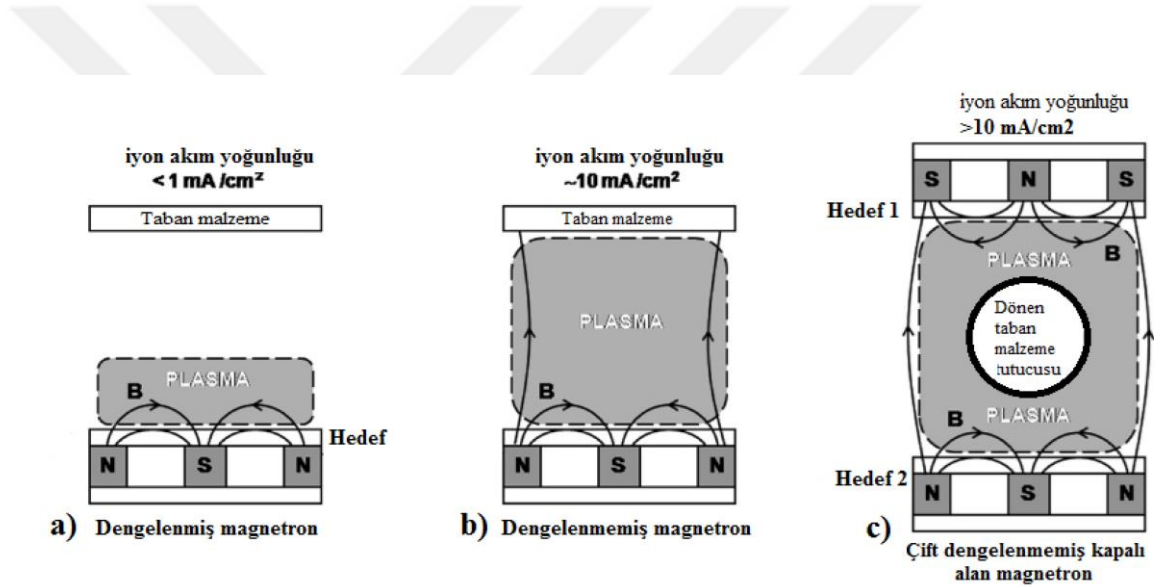 iyon akım yoğunluğu
< 1 mA/cm²
Taban malzeme
PLASMA
B
Hedef
N S N
a) Dengelenmiş magnetron
iyon akım yoğunluğu
~10 mA/cm²
Taban malzeme
PLASMA
B
N S N
b) Dengelenmemiş magnetron
iyon akım yoğunluğu
>10 mA/cm2
S N S
Hedef 1
B
PLASMA
Dönen
taban
malzeme
tutucusu
PLASMA
B
Hedef 2
N S N
c) Çift dengelenmemiş kapalı
alan magnetron